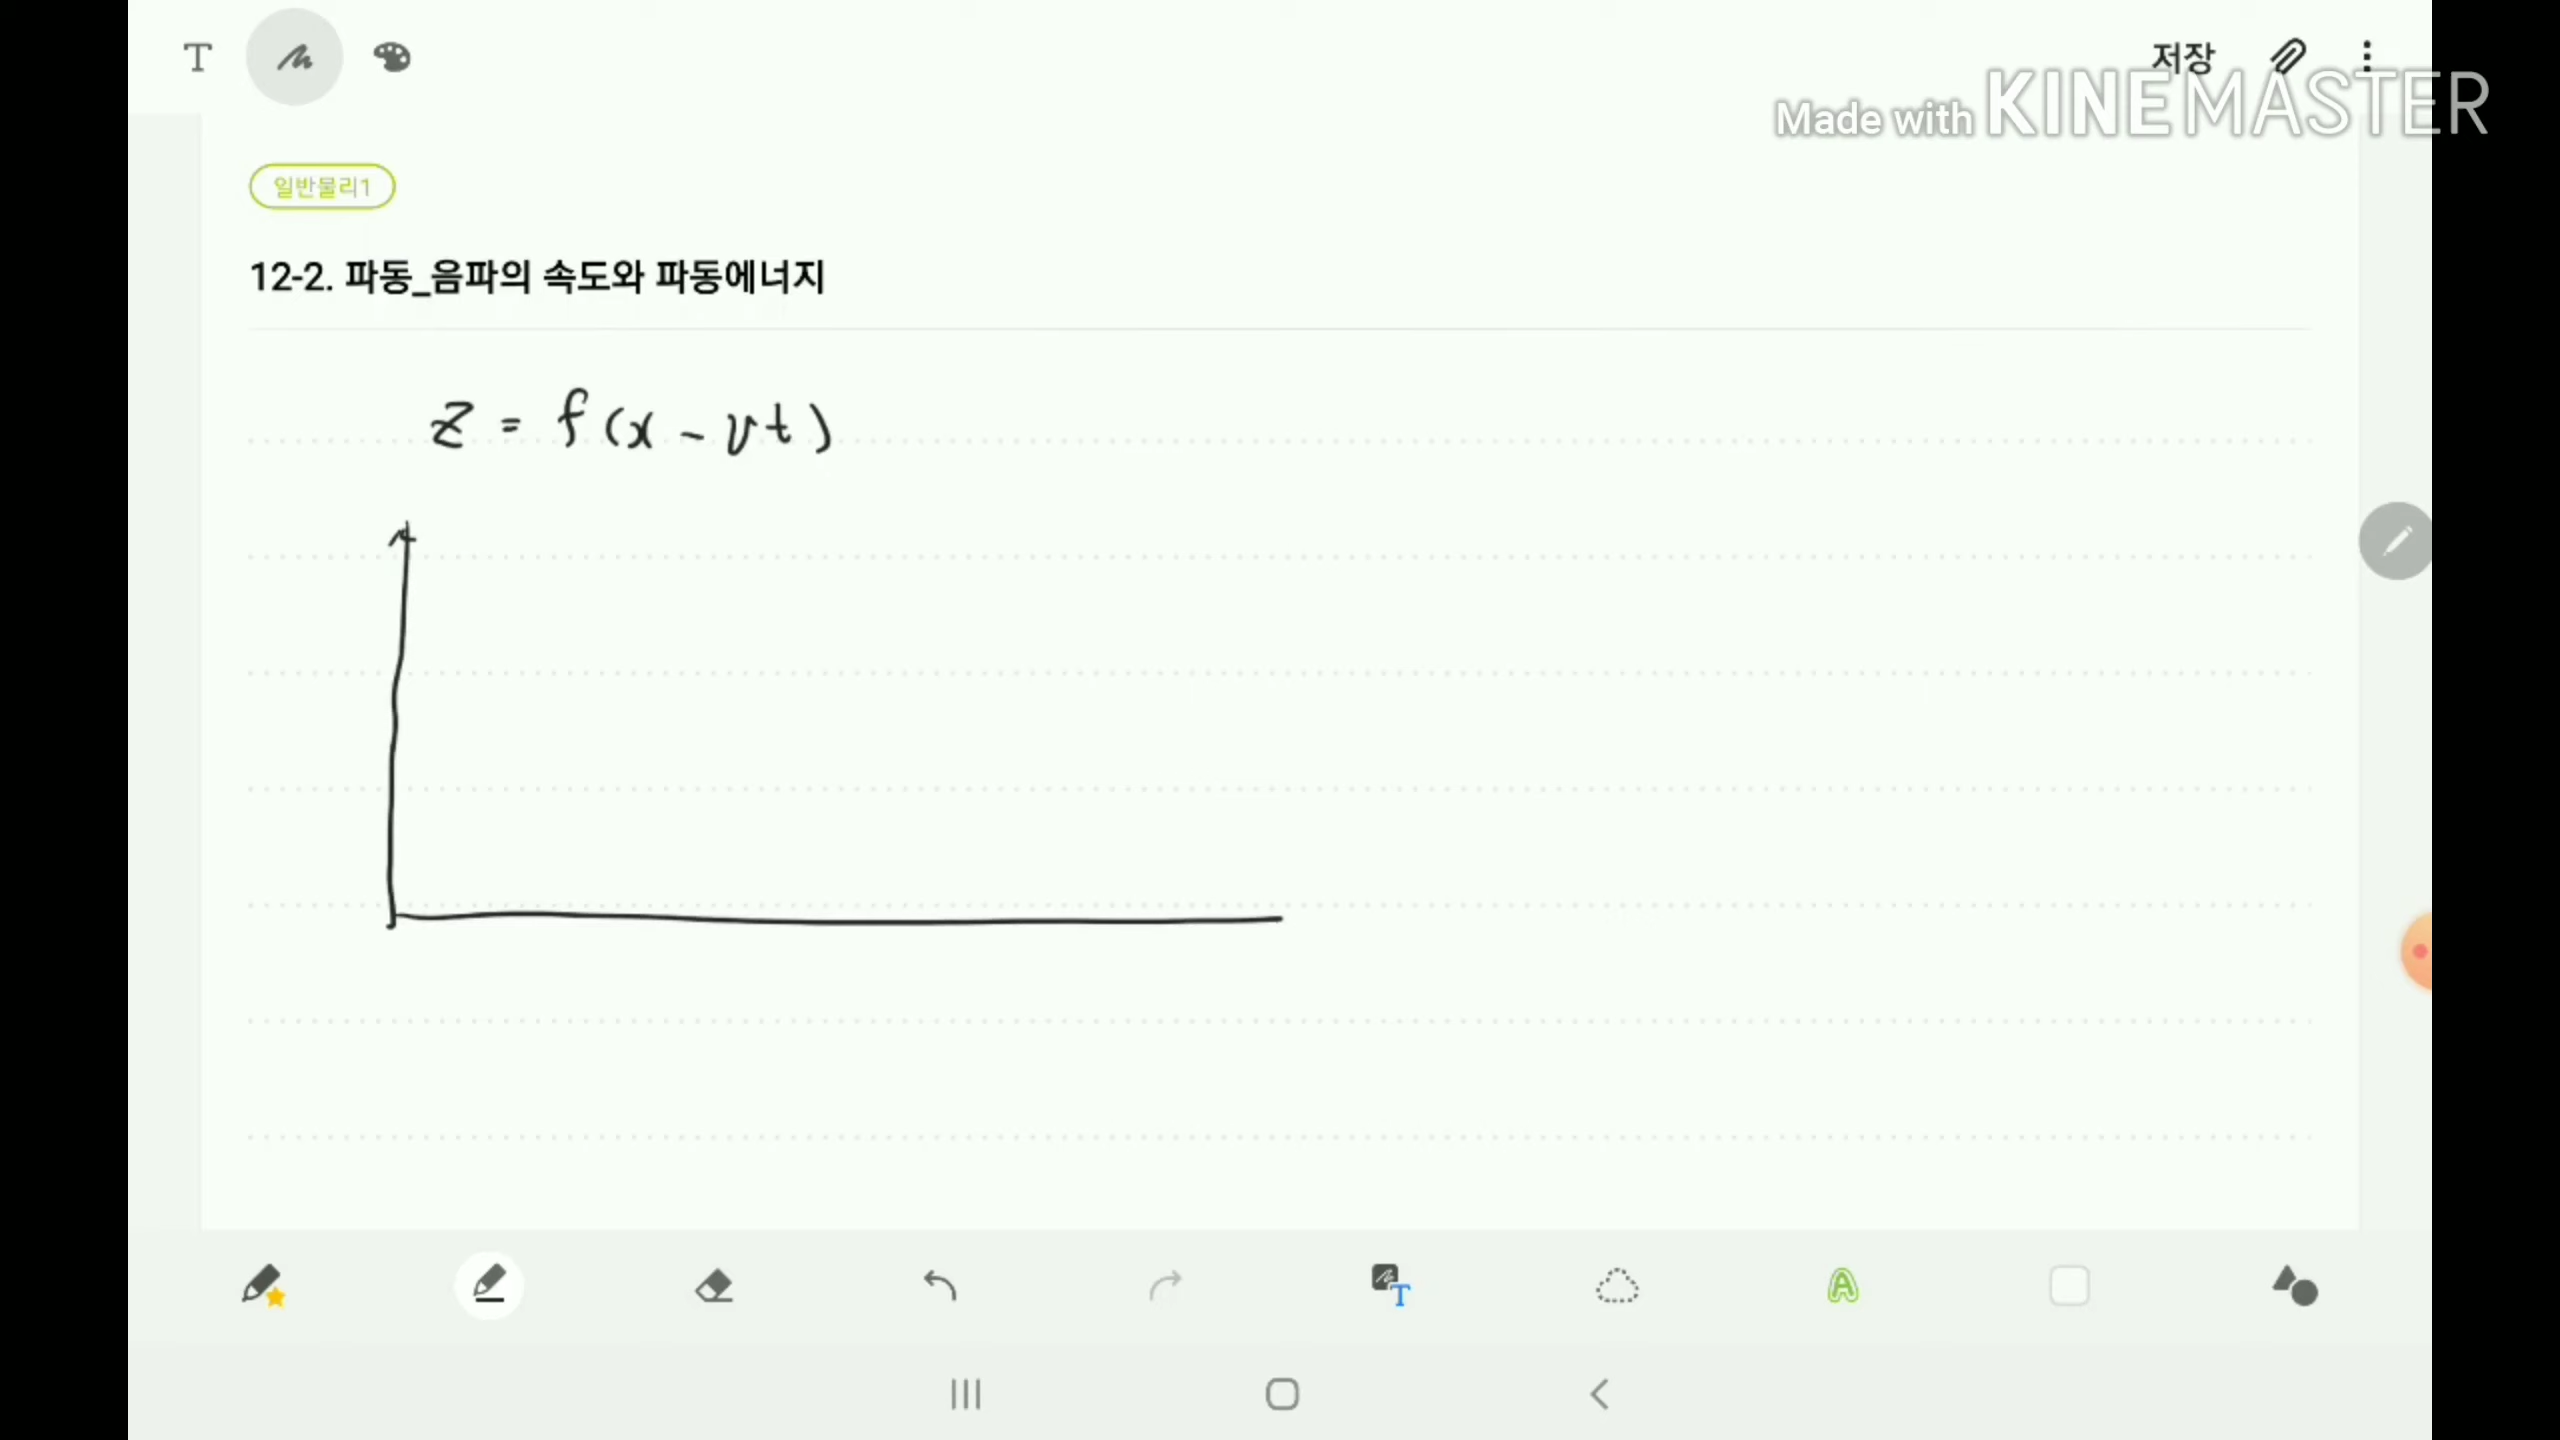 저장
Made with KINEMASTER
일반물리1
12-2. 파동_음파의 속도와 파동에너지
z = f(x - vt)